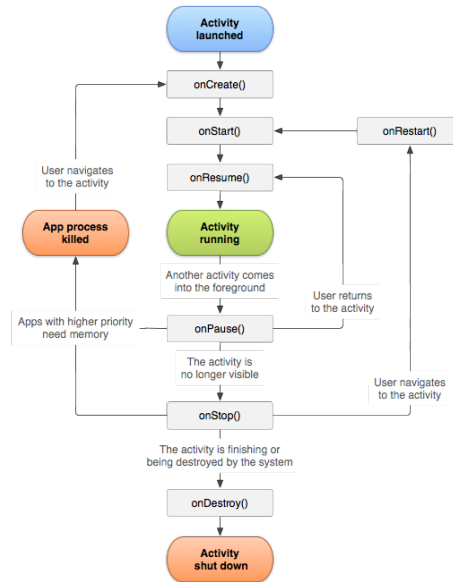 Activity
launched
onCreate()
onStart()
onRestart()
User navigates
to the activity
onResume()
App process
killed
Activity
running
Another activity comes
into the foreground
User returns
to the activity
Apps with higher priority
need memory
onPause()
The activity is
no longer visible
User navigates
to the activity
onStop()
The activity is finishing or
being destroyed by the system
onDestroy()
Activity
shut down